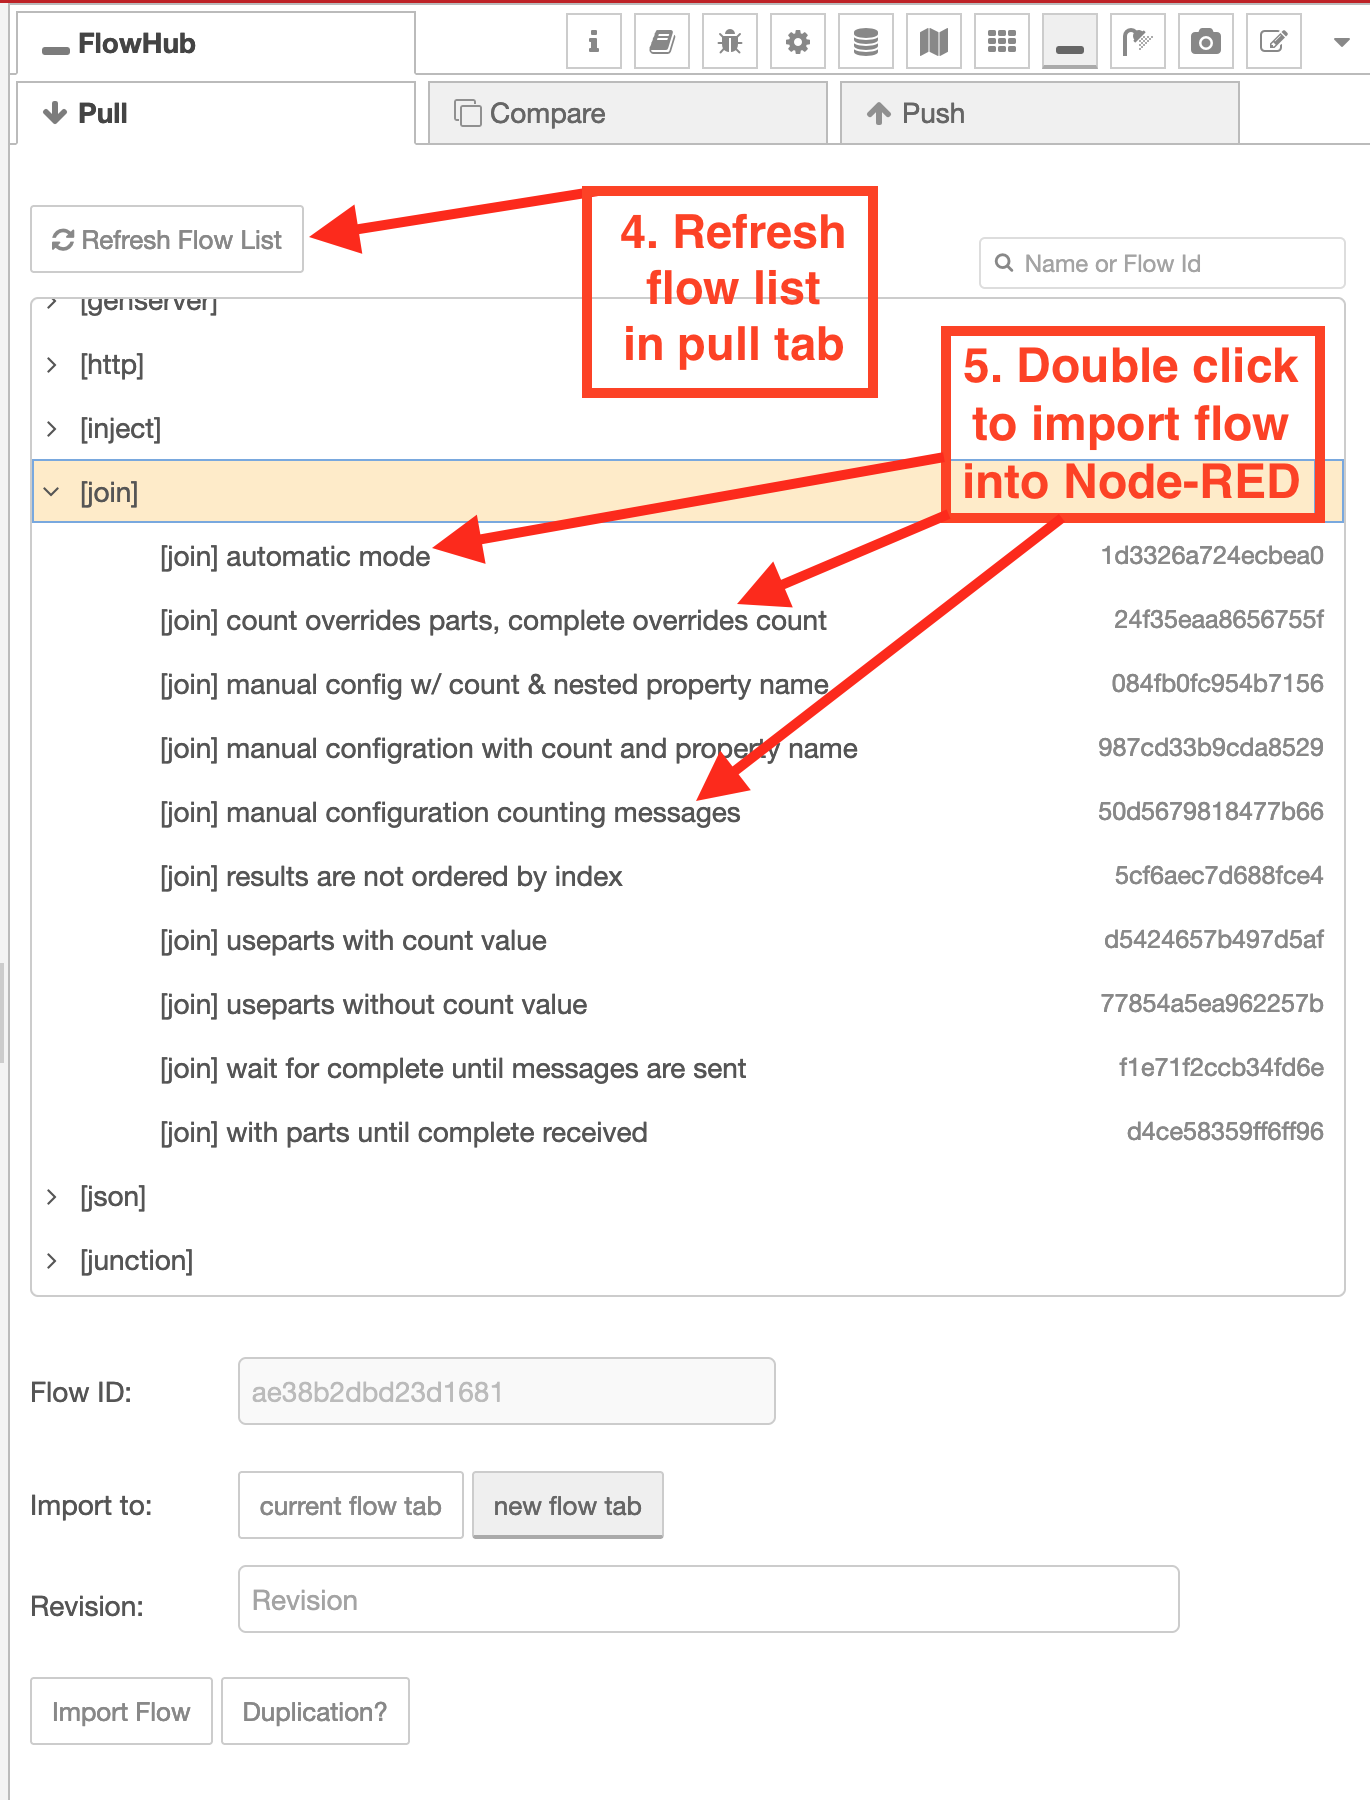 FlowHub
Pull
Compare
Push
Refresh Flow List
4. Refresh
flow list
in pull tab
Name or Flow Id
[genserver]
5. Double click
to import flow
into Node-RED
[http]
[inject]
[join]
[join] automatic mode 1d3326a724ecbea0
[join] count overrides parts, complete overrides count 24f35eaa8656755f
[join] manual config w/ count & nested property name 084fb0fc954b7156
[join] manual configration with count and property name 987cd33b9cda8529
[join] manual configuration counting messages 50d5679818477b66
[join] results are not ordered by index 5cf6aec7d688fce4
[join] useparts with count value d5424657b497d5af
[join] useparts without count value 77854a5ea962257b
[join] wait for complete until messages are sent f1e71f2ccb34fd6e
[join] with parts until complete received d4ce58359ff6ff96
[json]
[junction]
Flow ID: ae38b2dbd23d1681
Import to: current flow tab new flow tab
Revision: Revision
Import Flow Duplication?